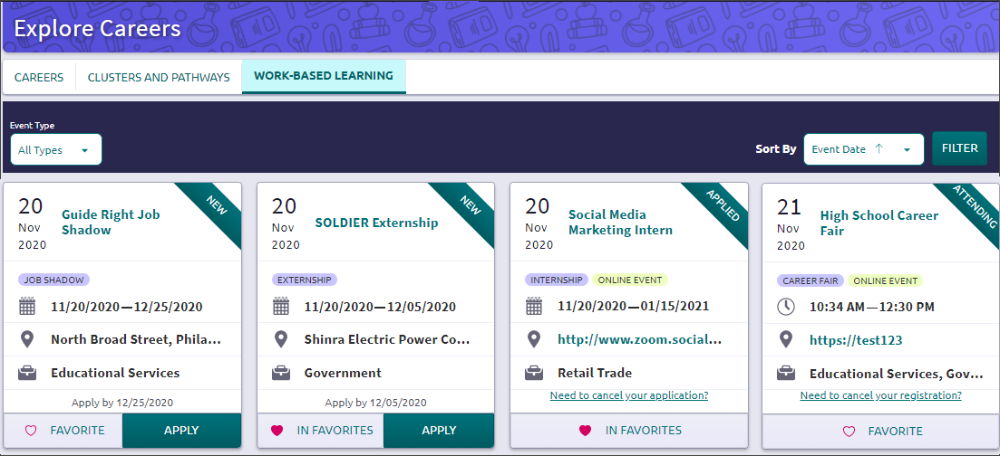 Explore Careers
CAREERS
CLUSTERS AND PATHWAYS
WORK-BASED LEARNING
Event Type
All Types
Sort By
Event Date ↑
FILTER
20
Nov
2020
Guide Right Job
Shadow
NEW
JOB SHADOW
11/20/2020—12/25/2020
North Broad Street, Phila...
Educational Services
Apply by 12/25/2020
FAVORITE
APPLY
20
Nov
2020
SOLDIER Externship
NEW
EXTERNSHIP
11/20/2020—12/05/2020
Shinra Electric Power Co...
Government
Apply by 12/05/2020
IN FAVORITES
APPLY
20
Nov
2020
Social Media
Marketing Intern
APPLIED
INTERNSHIP
ONLINE EVENT
11/20/2020—01/15/2021
http://www.zoom.social...
Retail Trade
Need to cancel your application?
IN FAVORITES
21
Nov
2020
High School Career
Fair
ATTENDING
CAREER FAIR
ONLINE EVENT
10:34 AM—12:30 PM
https://test123
Educational Services, Gov...
Need to cancel your registration?
FAVORITE